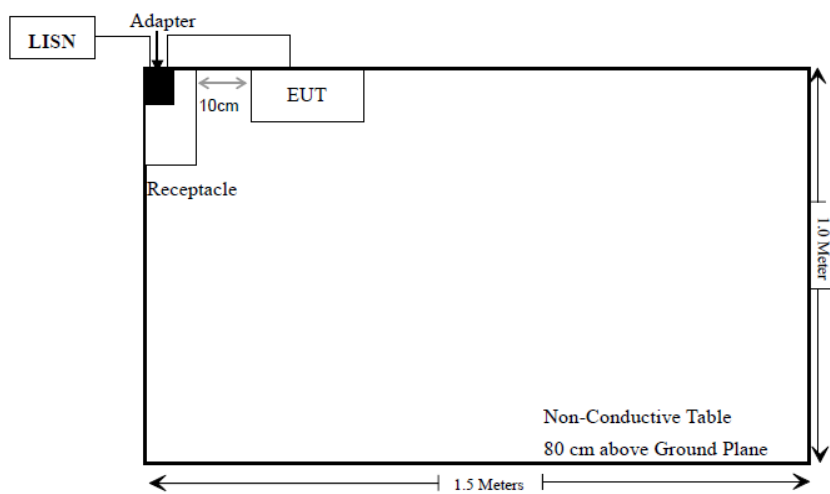 Adapter
LISN
EUT
10cm
Receptacle
1.0 Meter
Non-Conductive Table
80 cm above Ground Plane
1.5 Meters